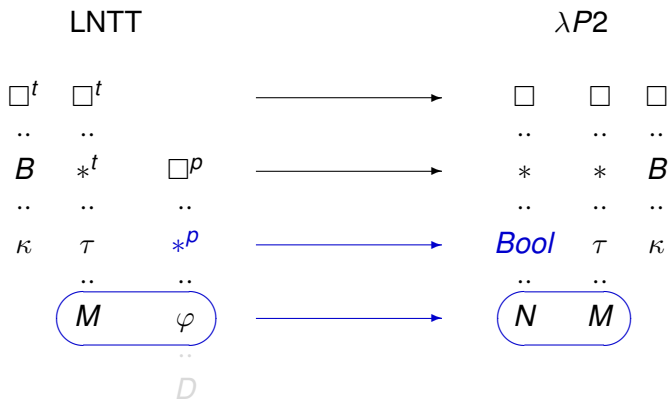 LNTT λP2
□ᵗ □ᵗ □ □ □
.. .. .. .. ..
B *ᵗ □ᵖ * * B
.. .. .. .. .. ..
κ τ *ᵖ Bool τ κ
.. .. .. ..
M φ N M
..
D